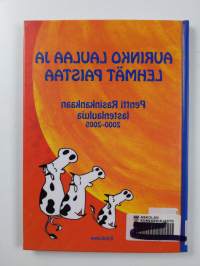 AURINKO LAULAA JA
LEHMÄT PAISTAA
Pentti Rasinkankaan
lastenlauluja
2000-2005